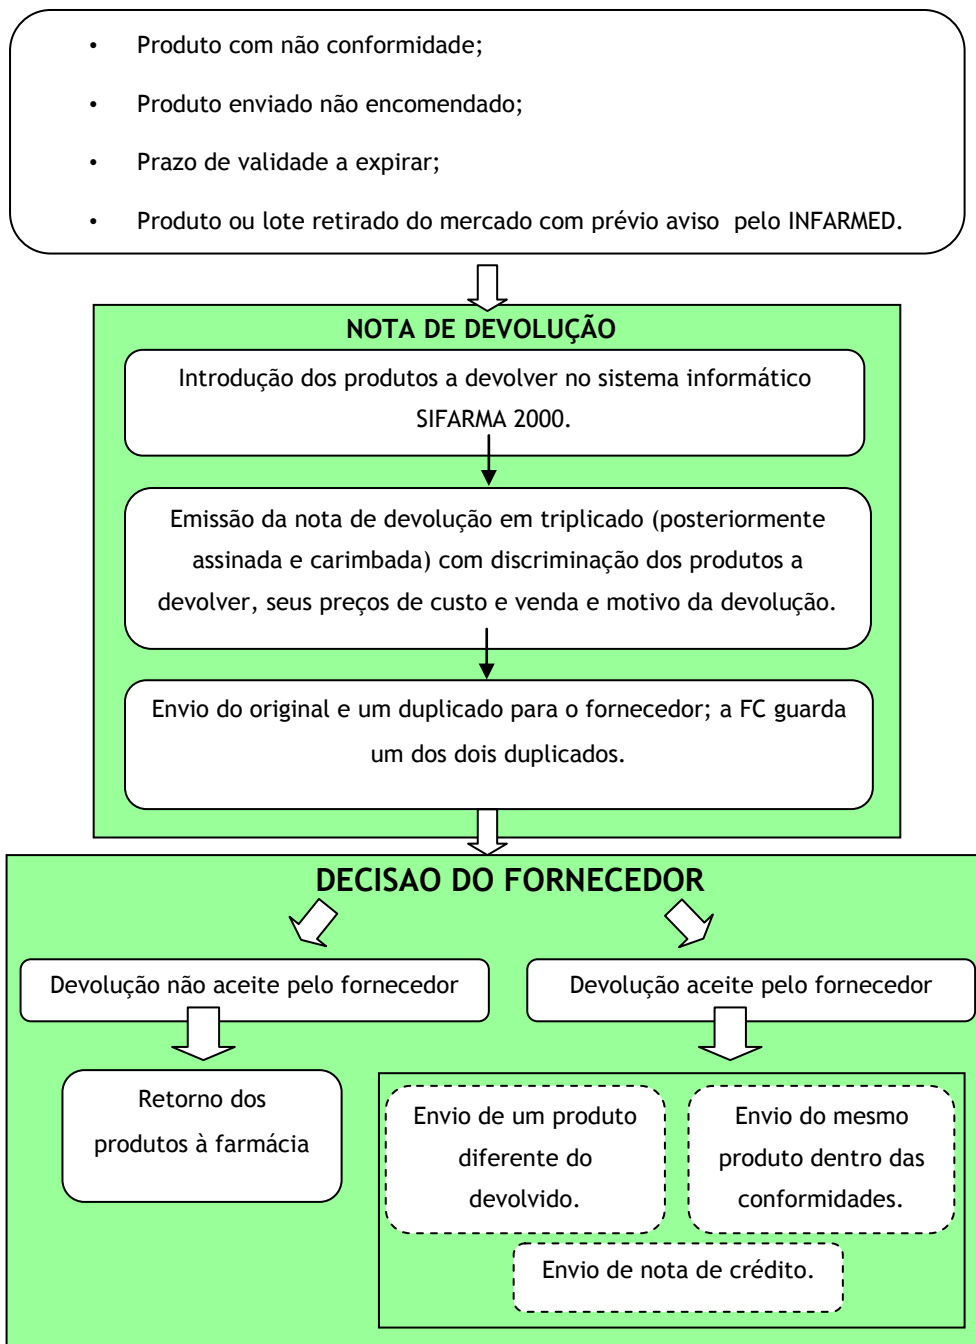 • Produto com não conformidade;
• Produto enviado não encomendado;
• Prazo de validade a expirar;
• Produto ou lote retirado do mercado com prévio aviso pelo INFARMED.
NOTA DE DEVOLUÇÃO
Introdução dos produtos a devolver no sistema informático
SIFARMA 2000.
Emissão da nota de devolução em triplicado (posteriormente
assinada e carimbada) com discriminação dos produtos a
devolver, seus preços de custo e venda e motivo da devolução.
Envio do original e um duplicado para o fornecedor; a FC guarda
um dos dois duplicados.
DECISAO DO FORNECEDOR
Devolução não aceite pelo fornecedor
Devolução aceite pelo fornecedor
Retorno dos
produtos à farmácia
Envio de um produto
diferente do
devolvido.
Envio do mesmo
produto dentro das
conformidades.
Envio de nota de crédito.